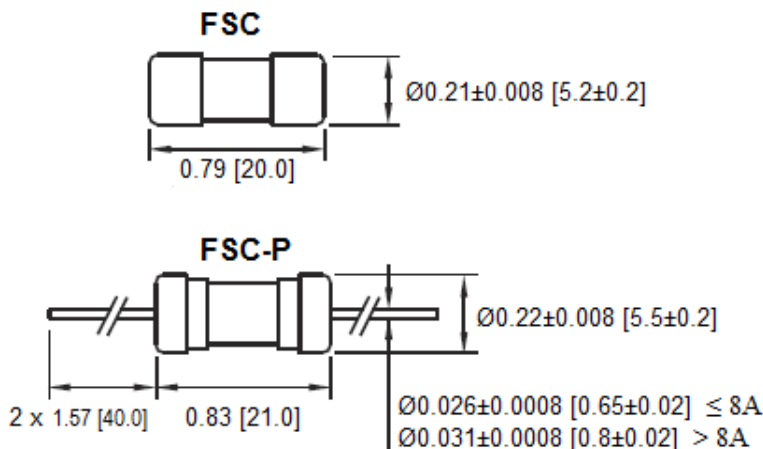 FSC
Ø0.21±0.008 [5.2±0.2]
0.79 [20.0]
FSC-P
Ø0.22±0.008 [5.5±0.2]
2 x 1.57 [40.0]
0.83 [21.0]
Ø0.026±0.0008 [0.65±0.02] ≤ 8A
Ø0.031±0.0008 [0.8±0.02] > 8A